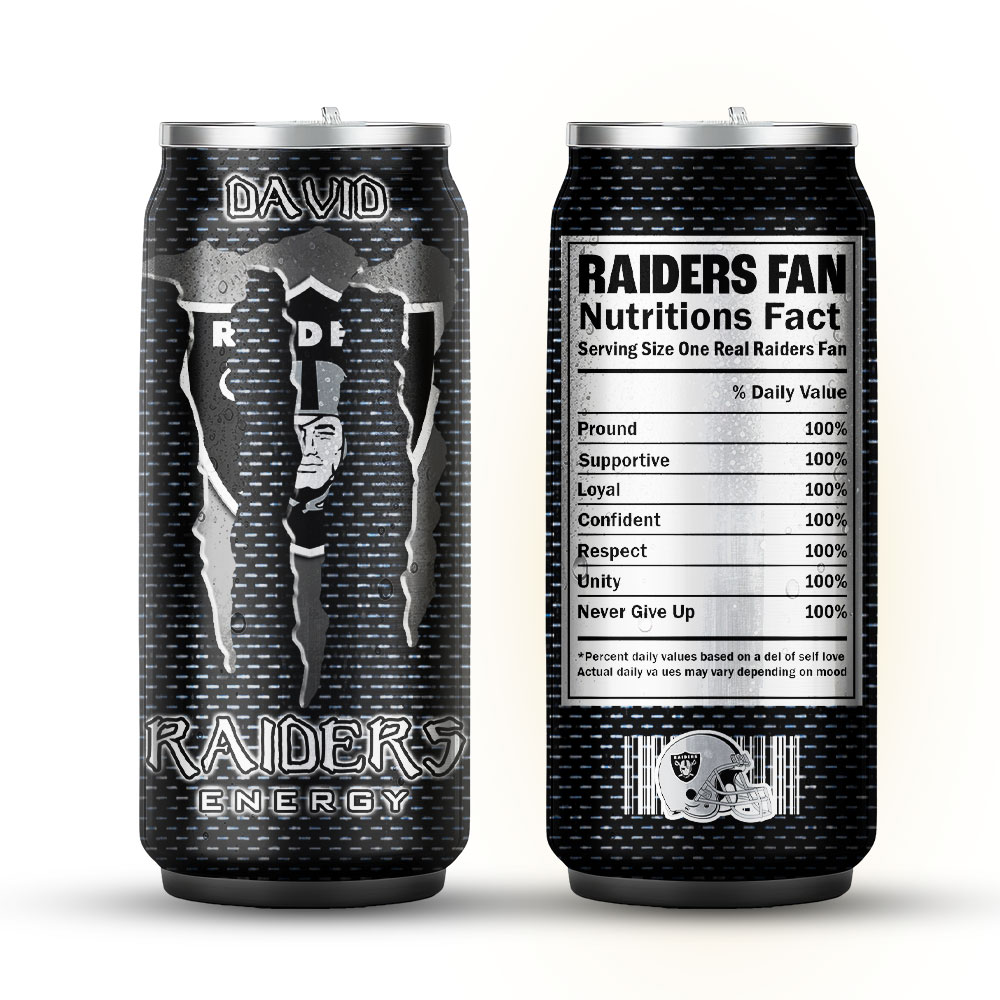 DAVID
R DE
RAIDERS
ENERGY
RAIDERS FAN
Nutritions Fact
Serving Size One Real Raiders Fan
% Daily Value
Pround 100%
Supportive 100%
Loyal 100%
Confident 100%
Respect 100%
Unity 100%
Never Give Up 100%
*Percent daily values based on a del of self love
Actual daily va ues may vary depending on mood
RAIDERS